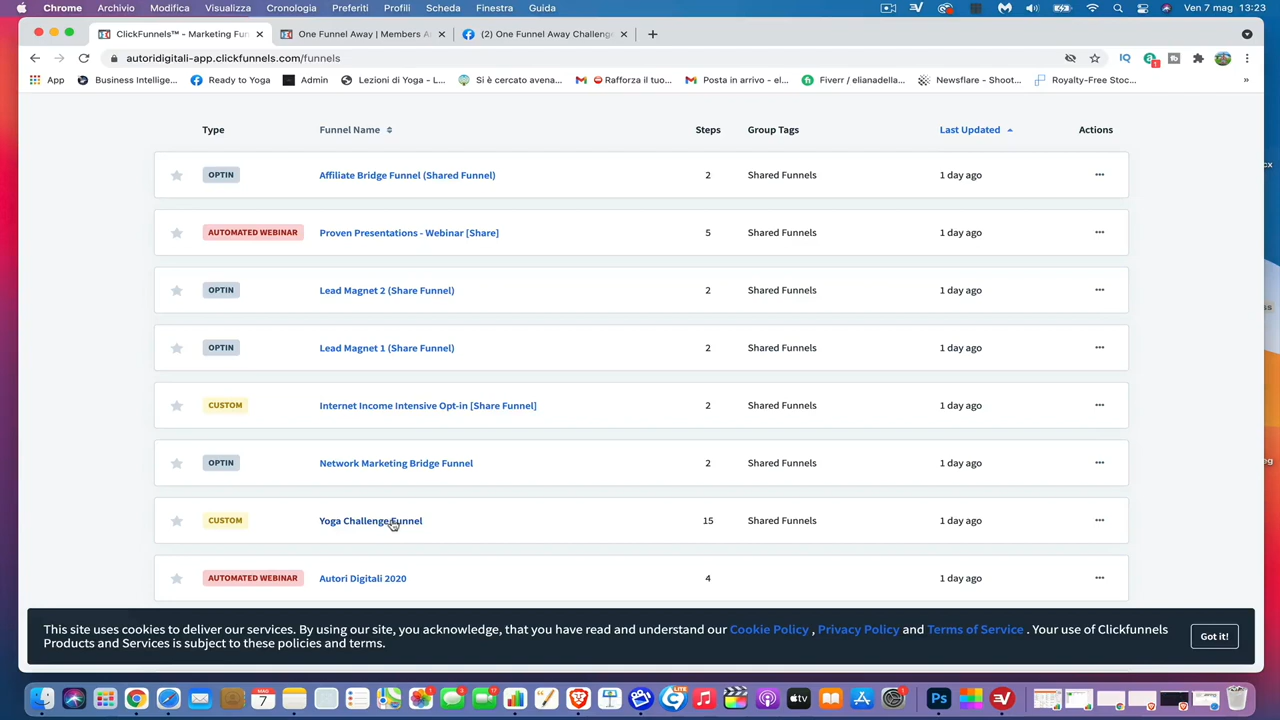 Chrome Archivio Modifica Visualizza Cronologia Preferiti Profili Scheda Finestra Guida Ven 7 mag 13:23
ClickFunnels™ - Marketing Fun One Funnel Away | Members A (2) One Funnel Away Challenge
autoridigitali-app.clickfunnels.com/funnels
App Business Intellige... Ready to Yoga Admin Lezioni di Yoga - L... Si è cercato avena... Rafforza il tuo... Posta in arrivo - el... Fiverr / elianadella... Newsflare - Shoot... Royalty-Free Stoc... »
Type Funnel Name Steps Group Tags Last Updated Actions
OPTIN Affiliate Bridge Funnel (Shared Funnel) 2 Shared Funnels 1 day ago
AUTOMATED WEBINAR Proven Presentations - Webinar [Share] 5 Shared Funnels 1 day ago
OPTIN Lead Magnet 2 (Share Funnel) 2 Shared Funnels 1 day ago
OPTIN Lead Magnet 1 (Share Funnel) 2 Shared Funnels 1 day ago
CUSTOM Internet Income Intensive Opt-in [Share Funnel] 2 Shared Funnels 1 day ago
OPTIN Network Marketing Bridge Funnel 2 Shared Funnels 1 day ago
CUSTOM Yoga Challenge Funnel 15 Shared Funnels 1 day ago
AUTOMATED WEBINAR Autori Digitali 2020 4 1 day ago
This site uses cookies to deliver our services. By using our site, you acknowledge, that you have read and understand our Cookie Policy , Privacy Policy and Terms of Service . Your use of Clickfunnels
Products and Services is subject to these policies and terms.
Got it!